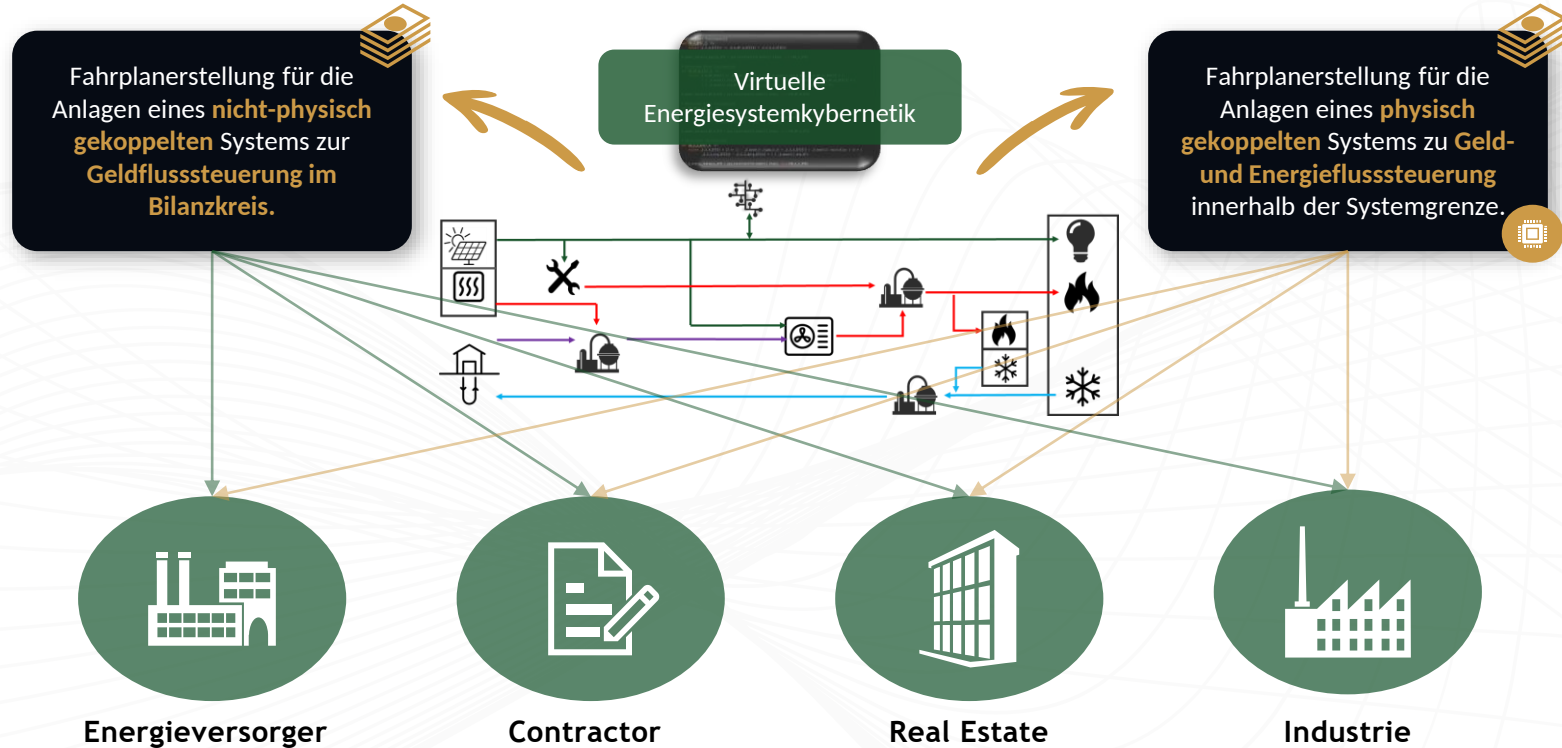 Fahrplanerstellung für die
Anlagen eines nicht-physisch
gekoppelten Systems zur
Geldflusssteuerung im
Bilanzkreis.
Virtuelle
Energiesystemkybernetik
Fahrplanerstellung für die
Anlagen eines physisch
gekoppelten Systems zu Geld-
und Energieflusssteuerung
innerhalb der Systemgrenze.
Energieversorger
Contractor
Real Estate
Industrie